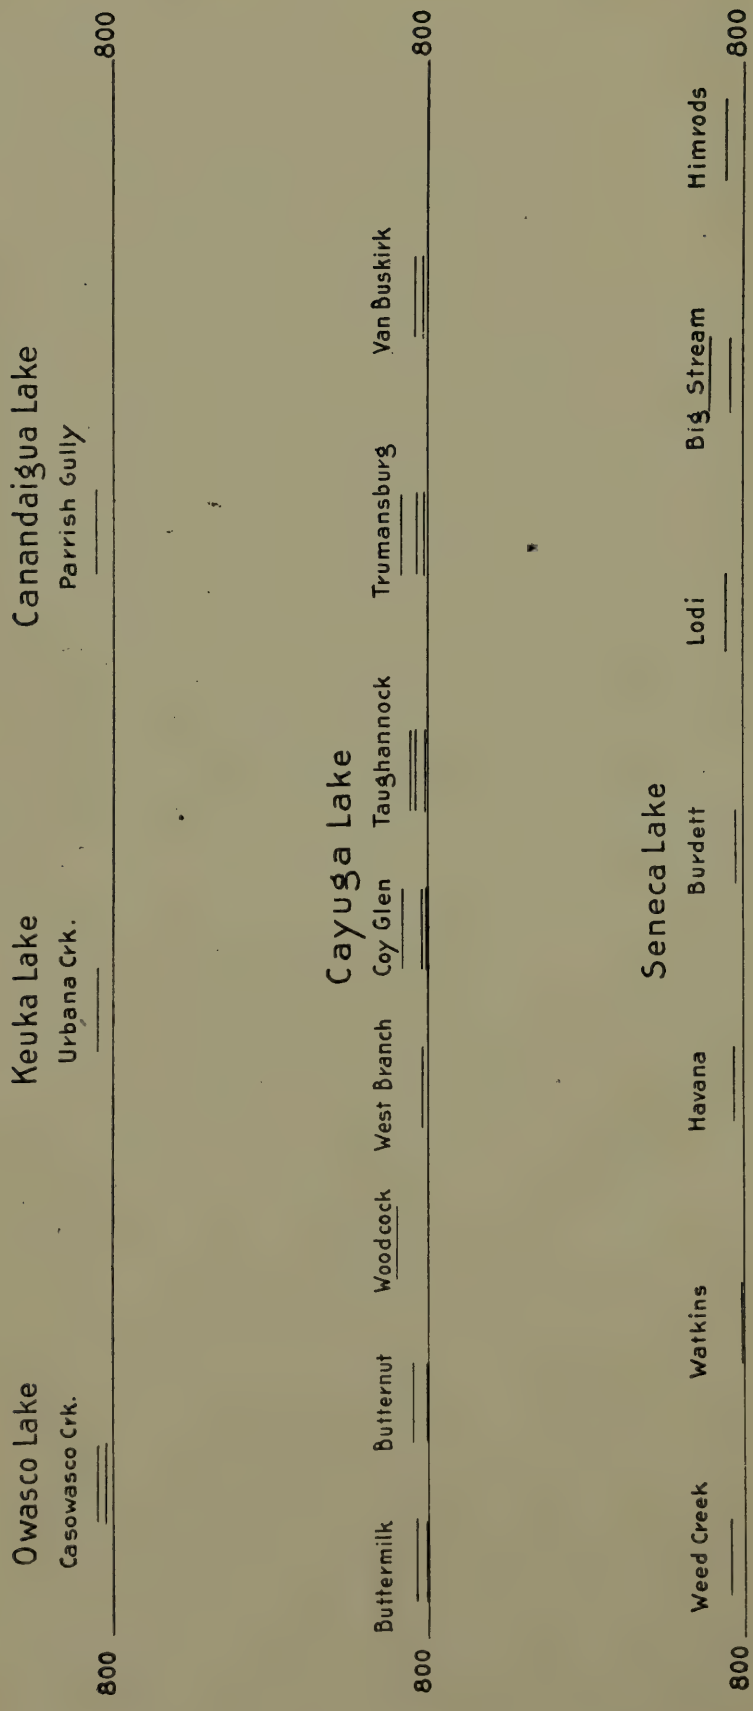 Owasco Lake
Keuka Lake
Canandaigua Lake
Casowasco Crk.
Urbana Crk.
Parrish Gully
800
800
Cayuga Lake
Buttermilk
Butternut
Woodcock
West Branch
Coy Glen
Taughannock
Trumansburg
Van Buskirk
800
800
Seneca Lake
Weed Creek
Watkins
Havana
Burdett
Lodi
Big Stream
Himrods
800
800